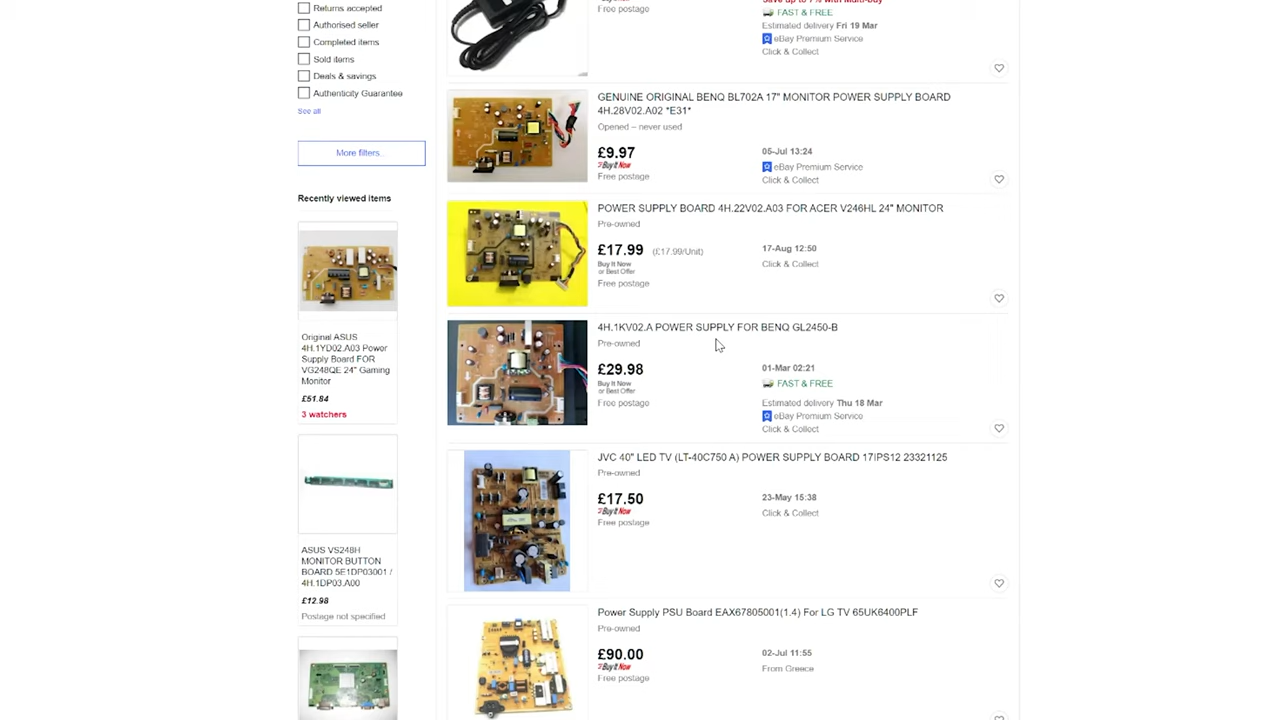 Returns accepted
Authorised seller
Completed items
Sold items
Deals & savings
Authenticity Guarantee
See all
More filters...
Recently viewed items
Original ASUS
4H.1YD02.A03 Power
Supply Board FOR
VG248QE 24" Gaming
Monitor
£51.84
3 watchers
ASUS VS248H
MONITOR BUTTON
BOARD 5E1DP03001 /
4H.1DP03.A00
£12.98
Postage not specified
Free postage
Save up to 7% with Multi-buy
FAST & FREE
Estimated delivery Fri 19 Mar
eBay Premium Service
Click & Collect
GENUINE ORIGINAL BENQ BL702A 17" MONITOR POWER SUPPLY BOARD
4H.28V02.A02 *E31*
Opened – never used
£9.97
Buy It Now
Free postage
05-Jul 13:24
eBay Premium Service
Click & Collect
POWER SUPPLY BOARD 4H.22V02.A03 FOR ACER V246HL 24" MONITOR
Pre-owned
£17.99 (£17.99/Unit)
Buy It Now
or Best Offer
Free postage
17-Aug 12:50
Click & Collect
4H.1KV02.A POWER SUPPLY FOR BENQ GL2450-B
Pre-owned
£29.98
Buy It Now
or Best Offer
Free postage
01-Mar 02:21
FAST & FREE
Estimated delivery Thu 18 Mar
eBay Premium Service
Click & Collect
JVC 40" LED TV (LT-40C750 A) POWER SUPPLY BOARD 17IPS12 23321125
Pre-owned
£17.50
Buy It Now
Free postage
23-May 15:38
Click & Collect
Power Supply PSU Board EAX67805001(1.4) For LG TV 65UK6400PLF
Pre-owned
£90.00
Buy It Now
Free postage
02-Jul 11:55
From Greece